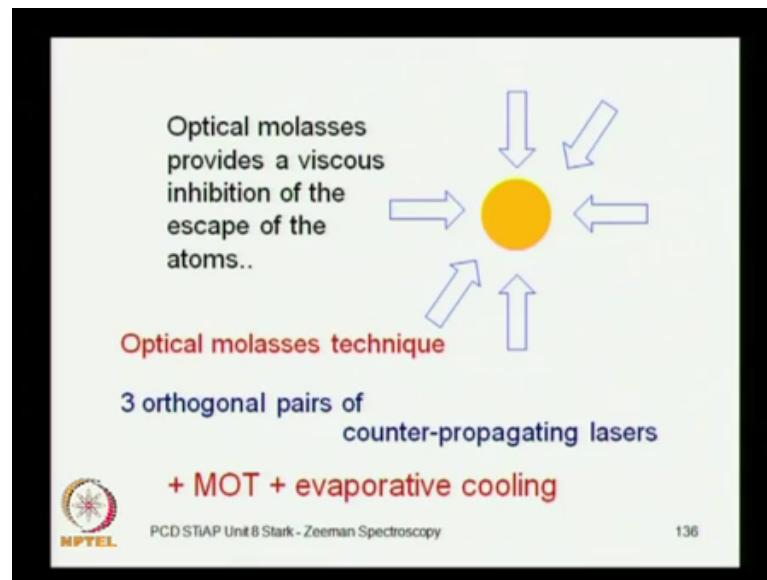 Optical molasses
provides a viscous
inhibition of the
escape of the
atoms..
Optical molasses technique
3 orthogonal pairs of
counter-propagating lasers
+ MOT + evaporative cooling
NPTEL
PCD STiAP Unit 8 Stark - Zeeman Spectroscopy
136